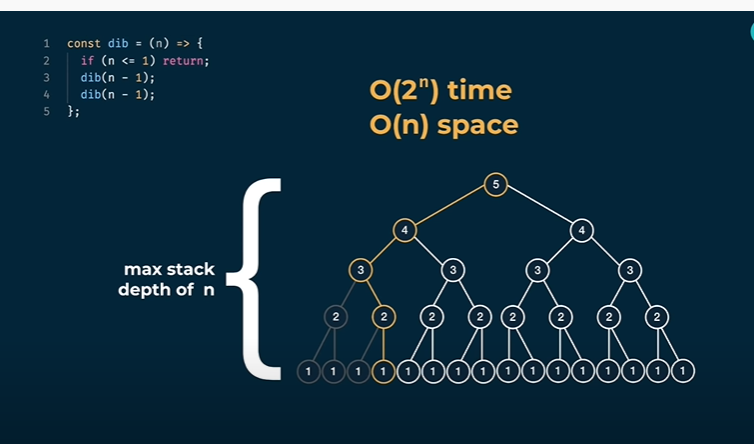 1 const dib = (n) => {
2 if (n <= 1) return;
3 dib(n - 1);
4 dib(n - 1);
5 };
O(2ⁿ) time
O(n) space
max stack
depth of n
5
4 4
3 3 3 3
2 2 2 2 2 2 2 2
1 1 1 1 1 1 1 1 1 1 1 1 1 1 1 1